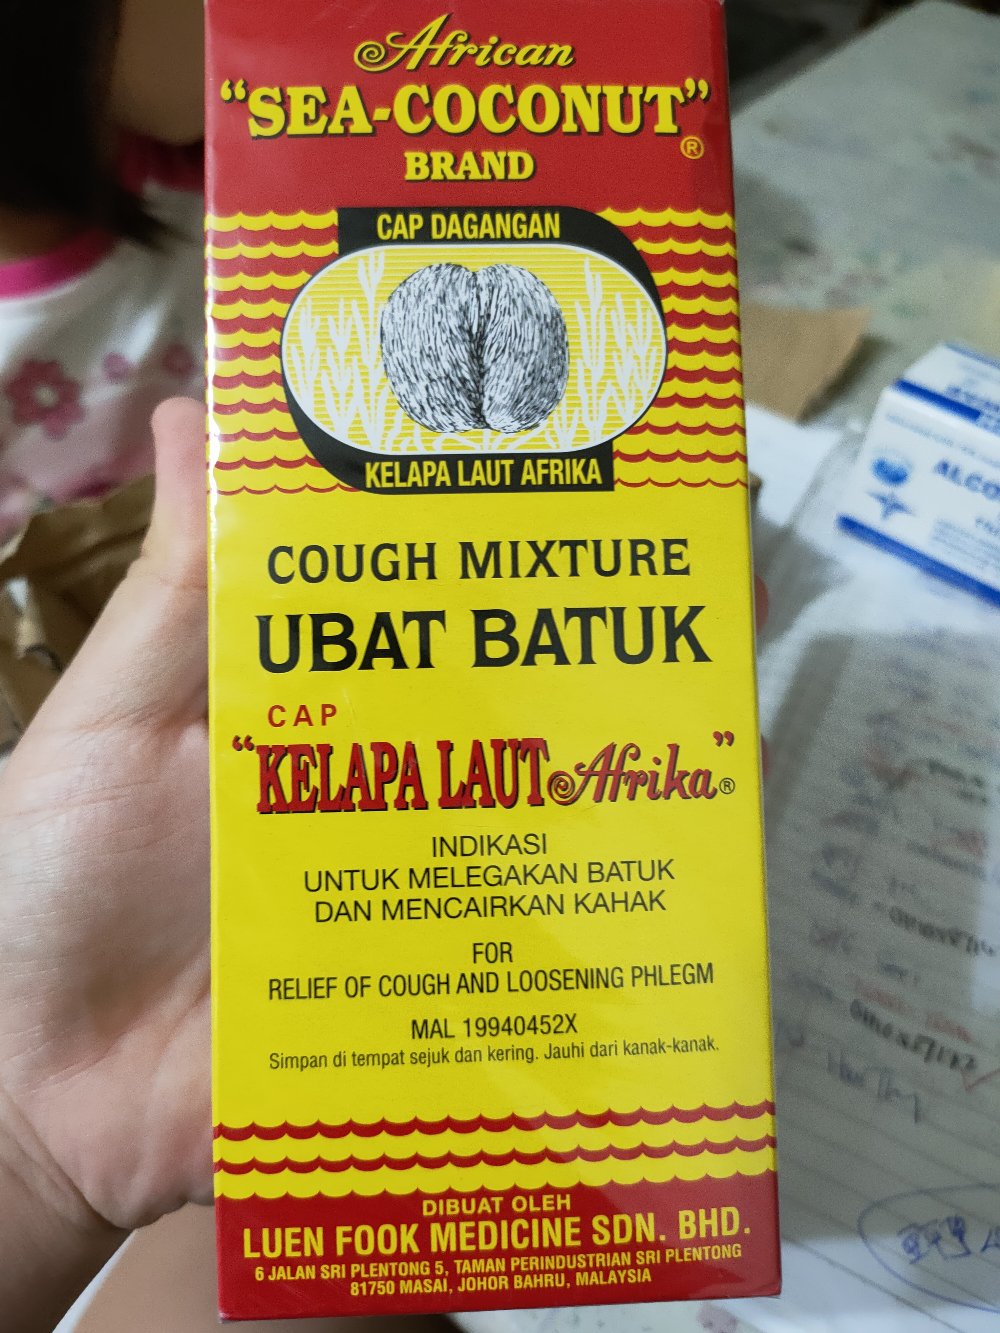 African
"SEA-COCONUT"®
BRAND
CAP DAGANGAN
KELAPA LAUT AFRIKA
COUGH MIXTURE
UBAT BATUK
CAP
"KELAPA LAUT Afrika"®
INDIKASI
UNTUK MELEGAKAN BATUK
DAN MENCAIRKAN KAHAK
FOR
RELIEF OF COUGH AND LOOSENING PHLEGM
MAL 19940452X
Simpan di tempat sejuk dan kering. Jauhi dari kanak-kanak.
DIBUAT OLEH
LUEN FOOK MEDICINE SDN. BHD.
6 JALAN SRI PLENTONG 5, TAMAN PERINDUSTRIAN SRI PLENTONG
81750 MASAI, JOHOR BAHRU, MALAYSIA